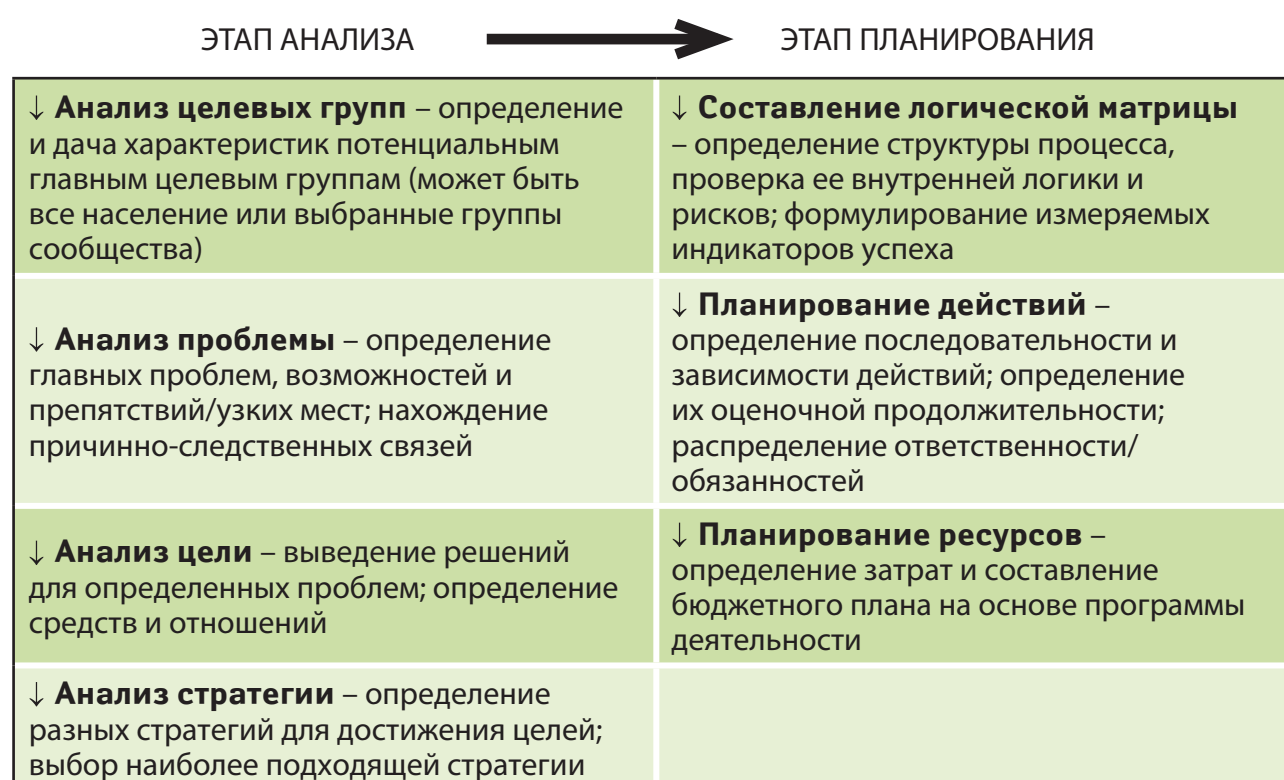 ЭТАП АНАЛИЗА
ЭТАП ПЛАНИРОВАНИЯ
↓ Анализ целевых групп – определение
и дача характеристик потенциальным
главным целевым группам (может быть
все население или выбранные группы
сообщества)
↓ Составление логической матрицы
– определение структуры процесса,
проверка ее внутренней логики и
рисков; формулирование измеряемых
индикаторов успеха
↓ Анализ проблемы – определение
главных проблем, возможностей и
препятствий/узких мест; нахождение
причинно-следственных связей
↓ Планирование действий –
определение последовательности и
зависимости действий; определение
их оценочной продолжительности;
распределение ответственности/
обязанностей
↓ Анализ цели – выведение решений
для определенных проблем; определение
средств и отношений
↓ Планирование ресурсов –
определение затрат и составление
бюджетного плана на основе программы
деятельности
↓ Анализ стратегии – определение
разных стратегий для достижения целей;
выбор наиболее подходящей стратегии